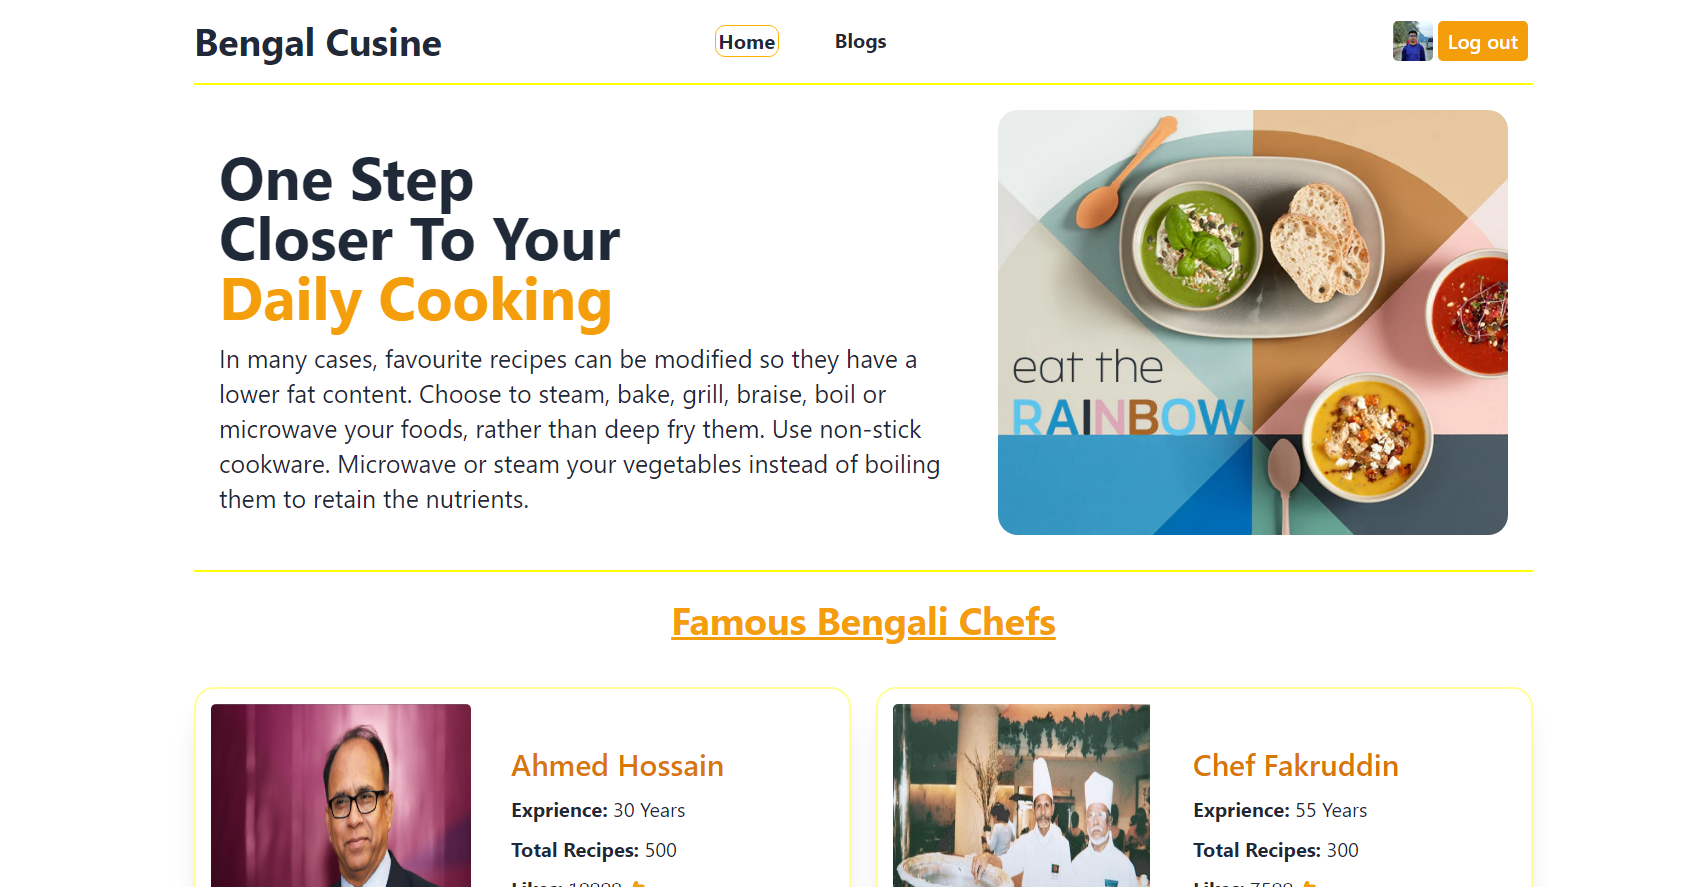 Bengal Cusine
Home
Blogs
Log out
One Step
Closer To Your
Daily Cooking
In many cases, favourite recipes can be modified so they have a
lower fat content. Choose to steam, bake, grill, braise, boil or
microwave your foods, rather than deep fry them. Use non-stick
cookware. Microwave or steam your vegetables instead of boiling
them to retain the nutrients.
eat the
RAINBOW
Famous Bengali Chefs
Ahmed Hossain
Exprience: 30 Years
Total Recipes: 500
Chef Fakruddin
Exprience: 55 Years
Total Recipes: 300